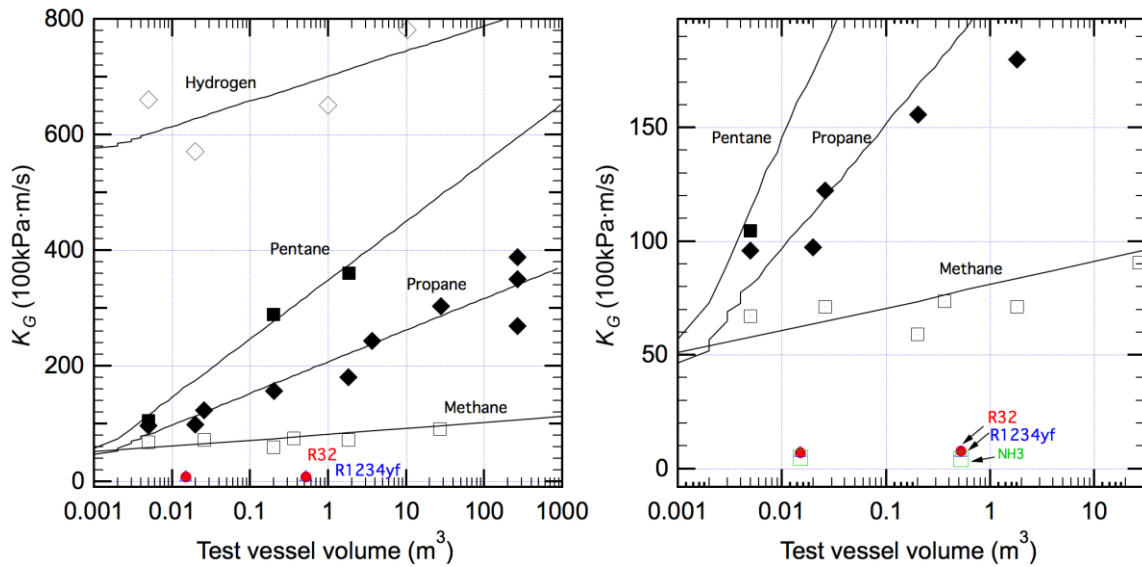 800
600
400
200
0
K_G (100kPa·m/s)
Hydrogen
Pentane
Propane
Methane
R32
R1234yf
0.001 0.01 0.1 1 10 100 1000
Test vessel volume (m³)
150
100
50
0
K_G (100kPa·m/s)
Pentane
Propane
Methane
R32
R1234yf
NH3
0.001 0.01 0.1 1 10
Test vessel volume (m³)